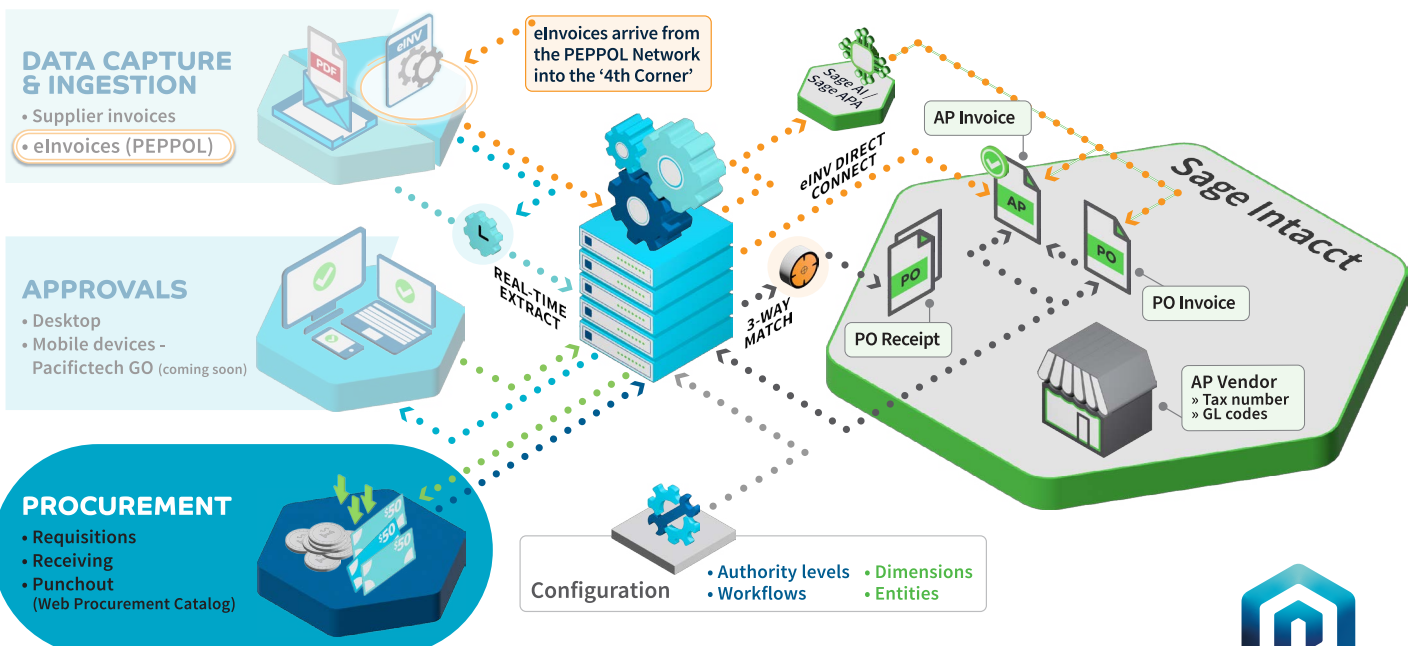 DATA CAPTURE
& INGESTION
• Supplier invoices
• eInvoices (PEPPOL)
PDF
eINV
eInvoices arrive from
the PEPPOL Network
into the ‘4th Corner’
Sage AI /
Sage APA
eINV DIRECT
CONNECT
AP Invoice
AP
Sage Intacct
PO
PO
PO Invoice
PO Receipt
AP Vendor
» Tax number
» GL codes
REAL-TIME
EXTRACT
3-WAY
MATCH
APPROVALS
• Desktop
• Mobile devices -
Pacifictech GO (coming soon)
PROCUREMENT
• Requisitions
• Receiving
• Punchout
(Web Procurement Catalog)
$50
$50
$50
Configuration
• Authority levels
• Workflows
• Dimensions
• Entities